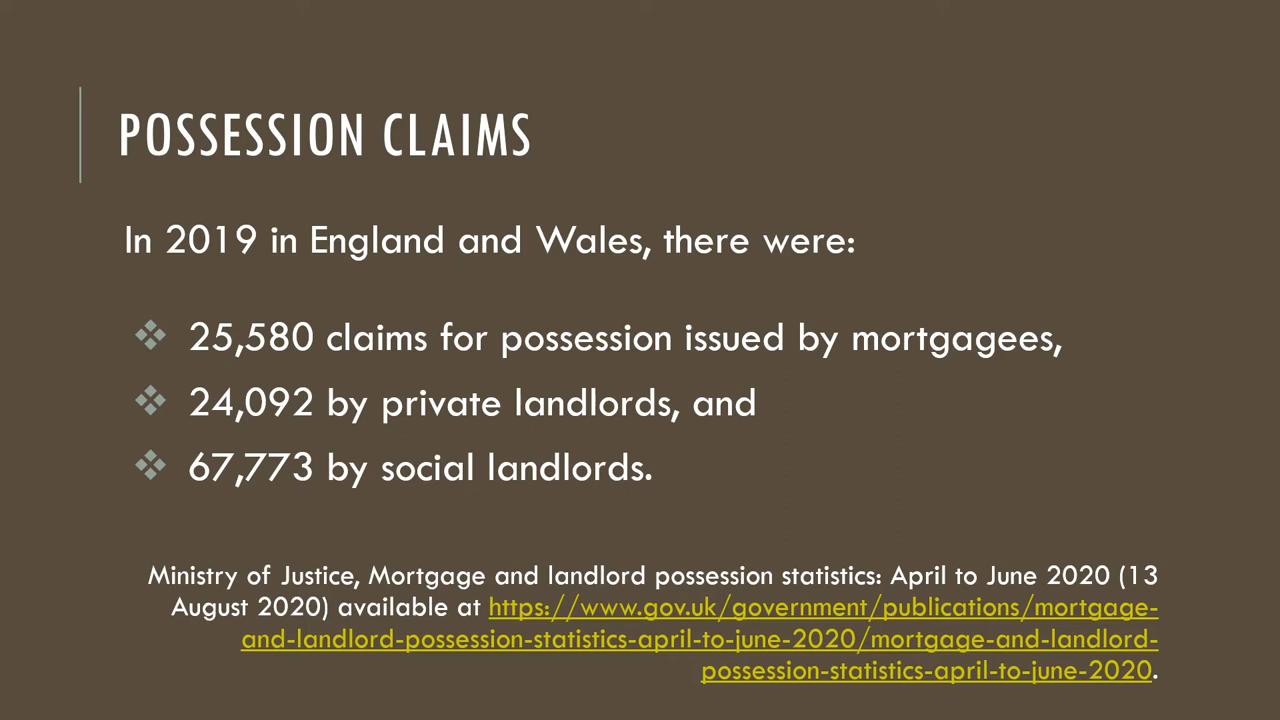 POSSESSION CLAIMS
In 2019 in England and Wales, there were:
❖ 25,580 claims for possession issued by mortgagees,
❖ 24,092 by private landlords, and
❖ 67,773 by social landlords.
Ministry of Justice, Mortgage and landlord possession statistics: April to June 2020 (13
August 2020) available at https://www.gov.uk/government/publications/mortgage-
and-landlord-possession-statistics-april-to-june-2020/mortgage-and-landlord-
possession-statistics-april-to-june-2020.